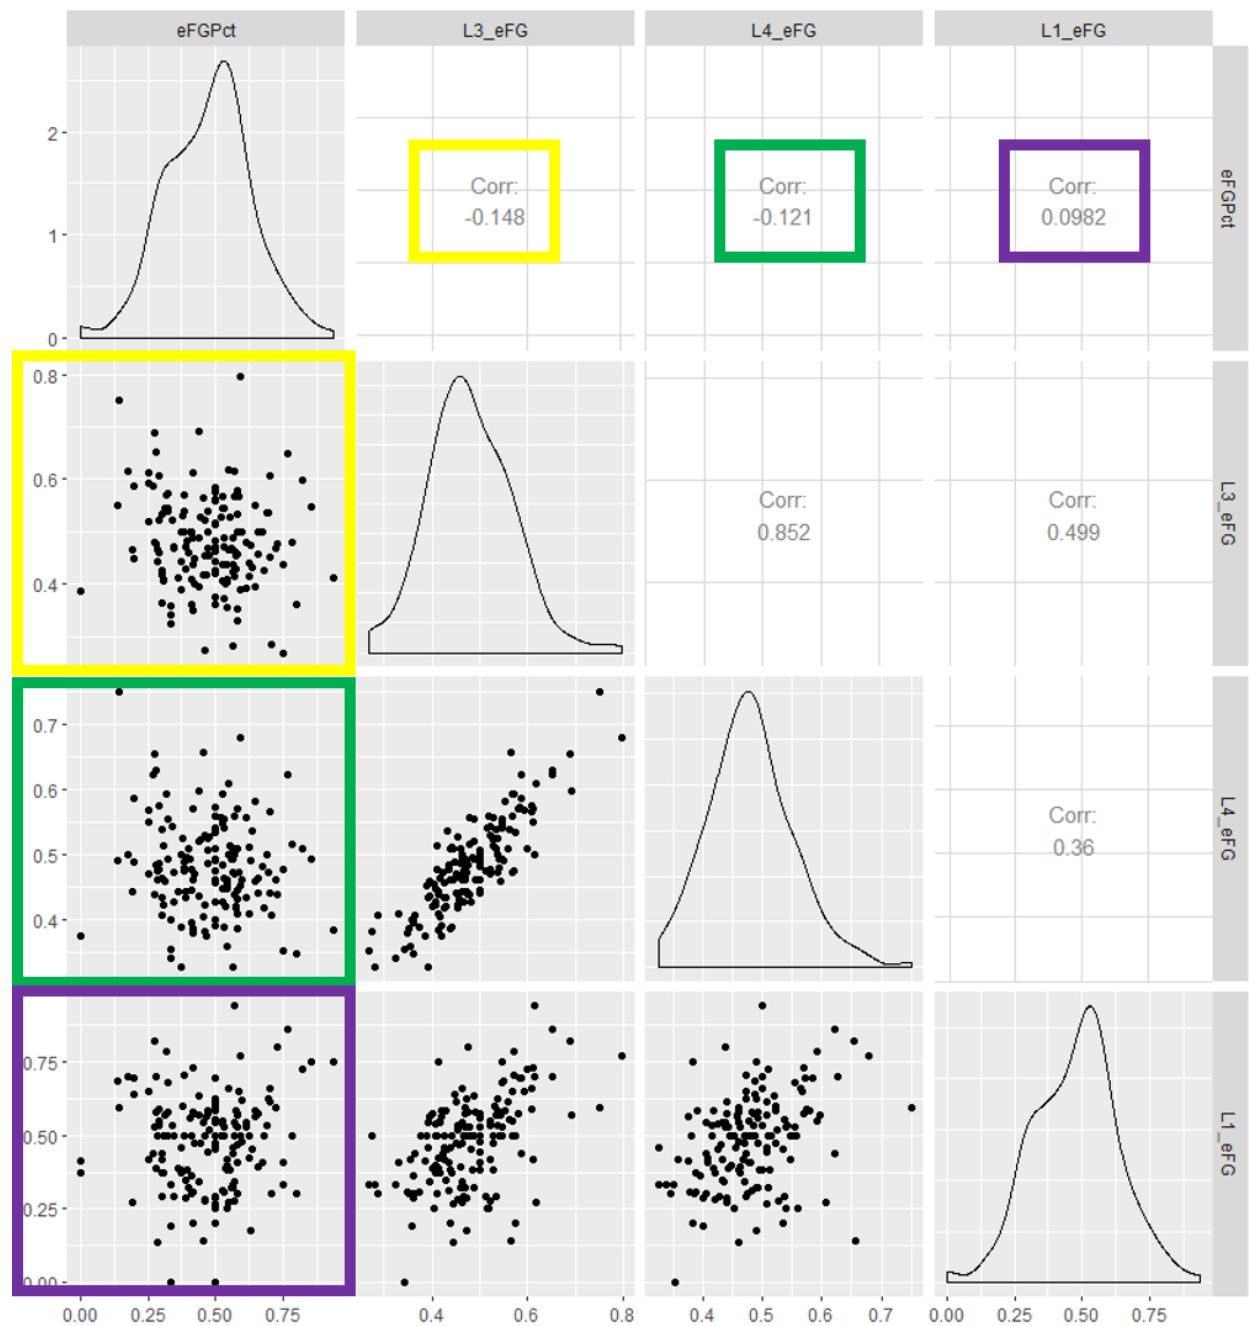 eFGPct L3_eFG L4_eFG L1_eFG
2
1
0
Corr:
-0.148
Corr:
-0.121
Corr:
0.0982
eFGPct
0.8
0.6
0.4
Corr:
0.852
Corr:
0.499
L3_eFG
0.7
0.6
0.5
0.4
Corr:
0.36
L4_eFG
0.75
0.50
0.25
0.00
L1_eFG
0.00 0.25 0.50 0.75 0.4 0.6 0.8 0.4 0.5 0.6 0.7 0.00 0.25 0.50 0.75